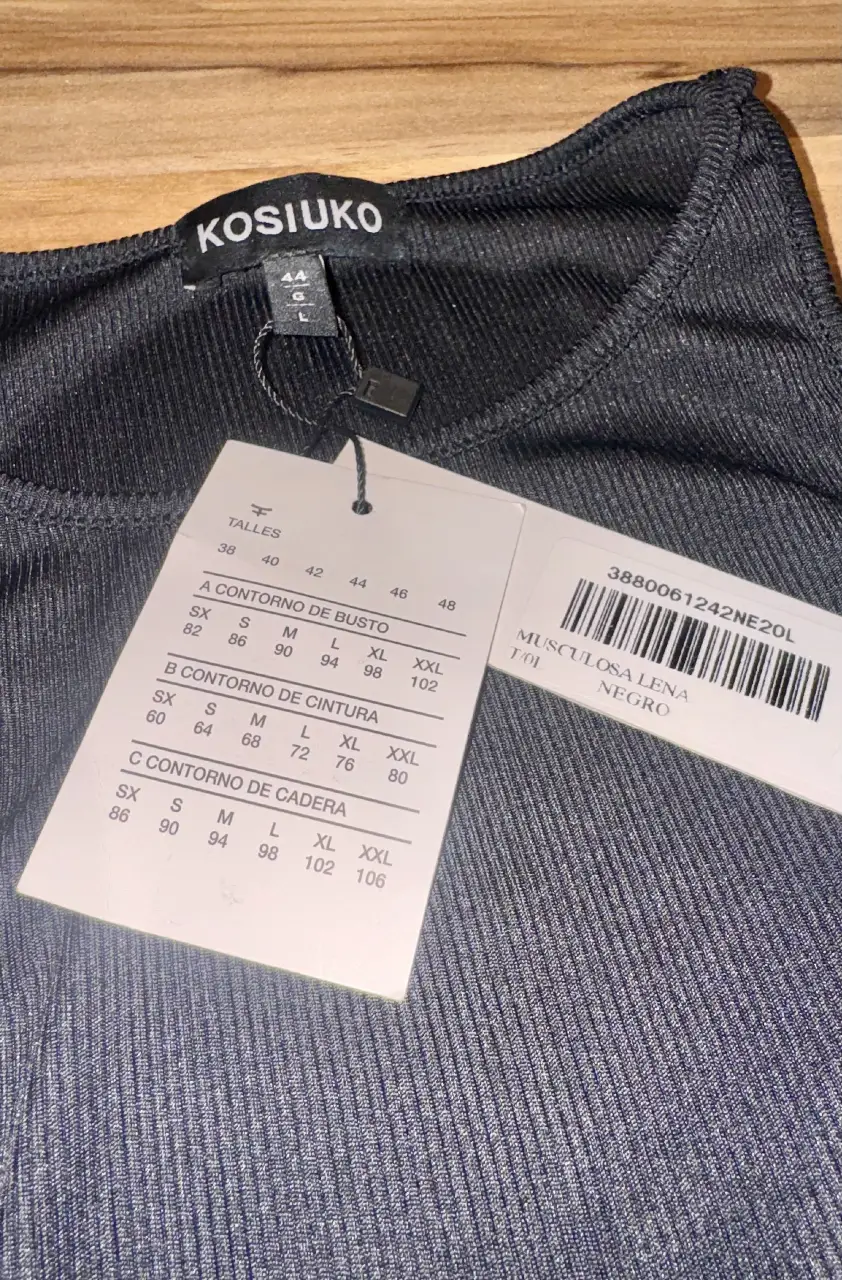 KOSIUKO
44
G
L
TALLES
38 40 42 44 46 48
A CONTORNO DE BUSTO
SX S M L XL XXL
82 86 90 94 98 102
B CONTORNO DE CINTURA
SX S M L XL XXL
60 64 68 72 76 80
C CONTORNO DE CADERA
SX S M L XL XXL
86 90 94 98 102 106
3880061242NE20L
MUSCULOSA LENA
T/0L
NEGRO